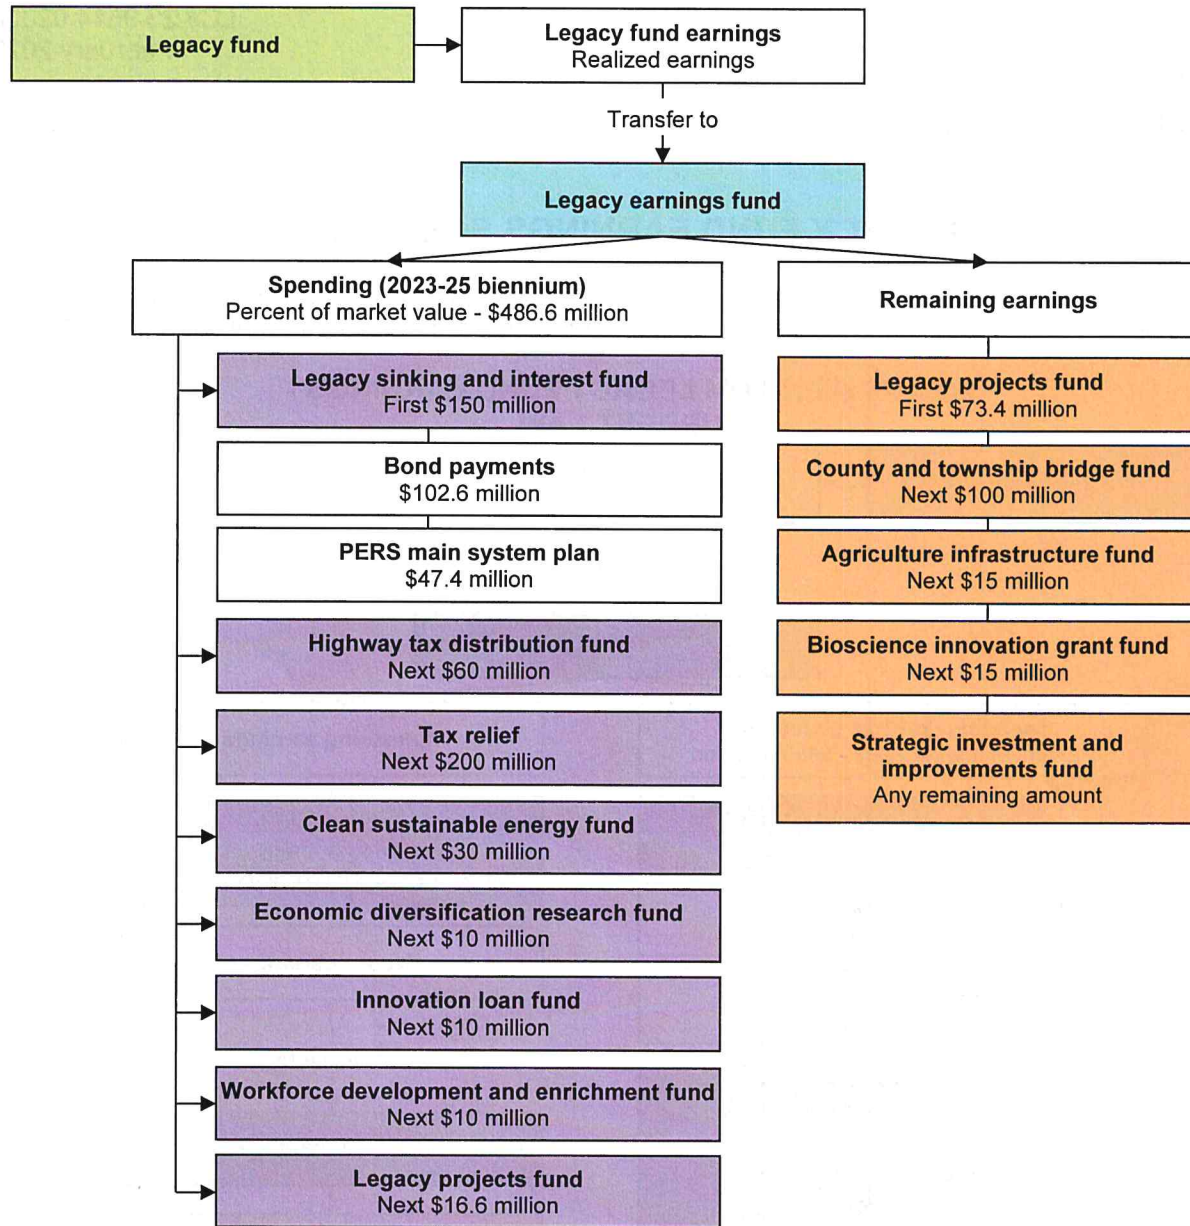 Legacy fund
Legacy fund earnings
Realized earnings
Transfer to
Legacy earnings fund
Spending (2023-25 biennium)
Percent of market value - $486.6 million
Legacy sinking and interest fund
First $150 million
Bond payments
$102.6 million
PERS main system plan
$47.4 million
Highway tax distribution fund
Next $60 million
Tax relief
Next $200 million
Clean sustainable energy fund
Next $30 million
Economic diversification research fund
Next $10 million
Innovation loan fund
Next $10 million
Workforce development and enrichment fund
Next $10 million
Legacy projects fund
Next $16.6 million
Remaining earnings
Legacy projects fund
First $73.4 million
County and township bridge fund
Next $100 million
Agriculture infrastructure fund
Next $15 million
Bioscience innovation grant fund
Next $15 million
Strategic investment and
improvements fund
Any remaining amount